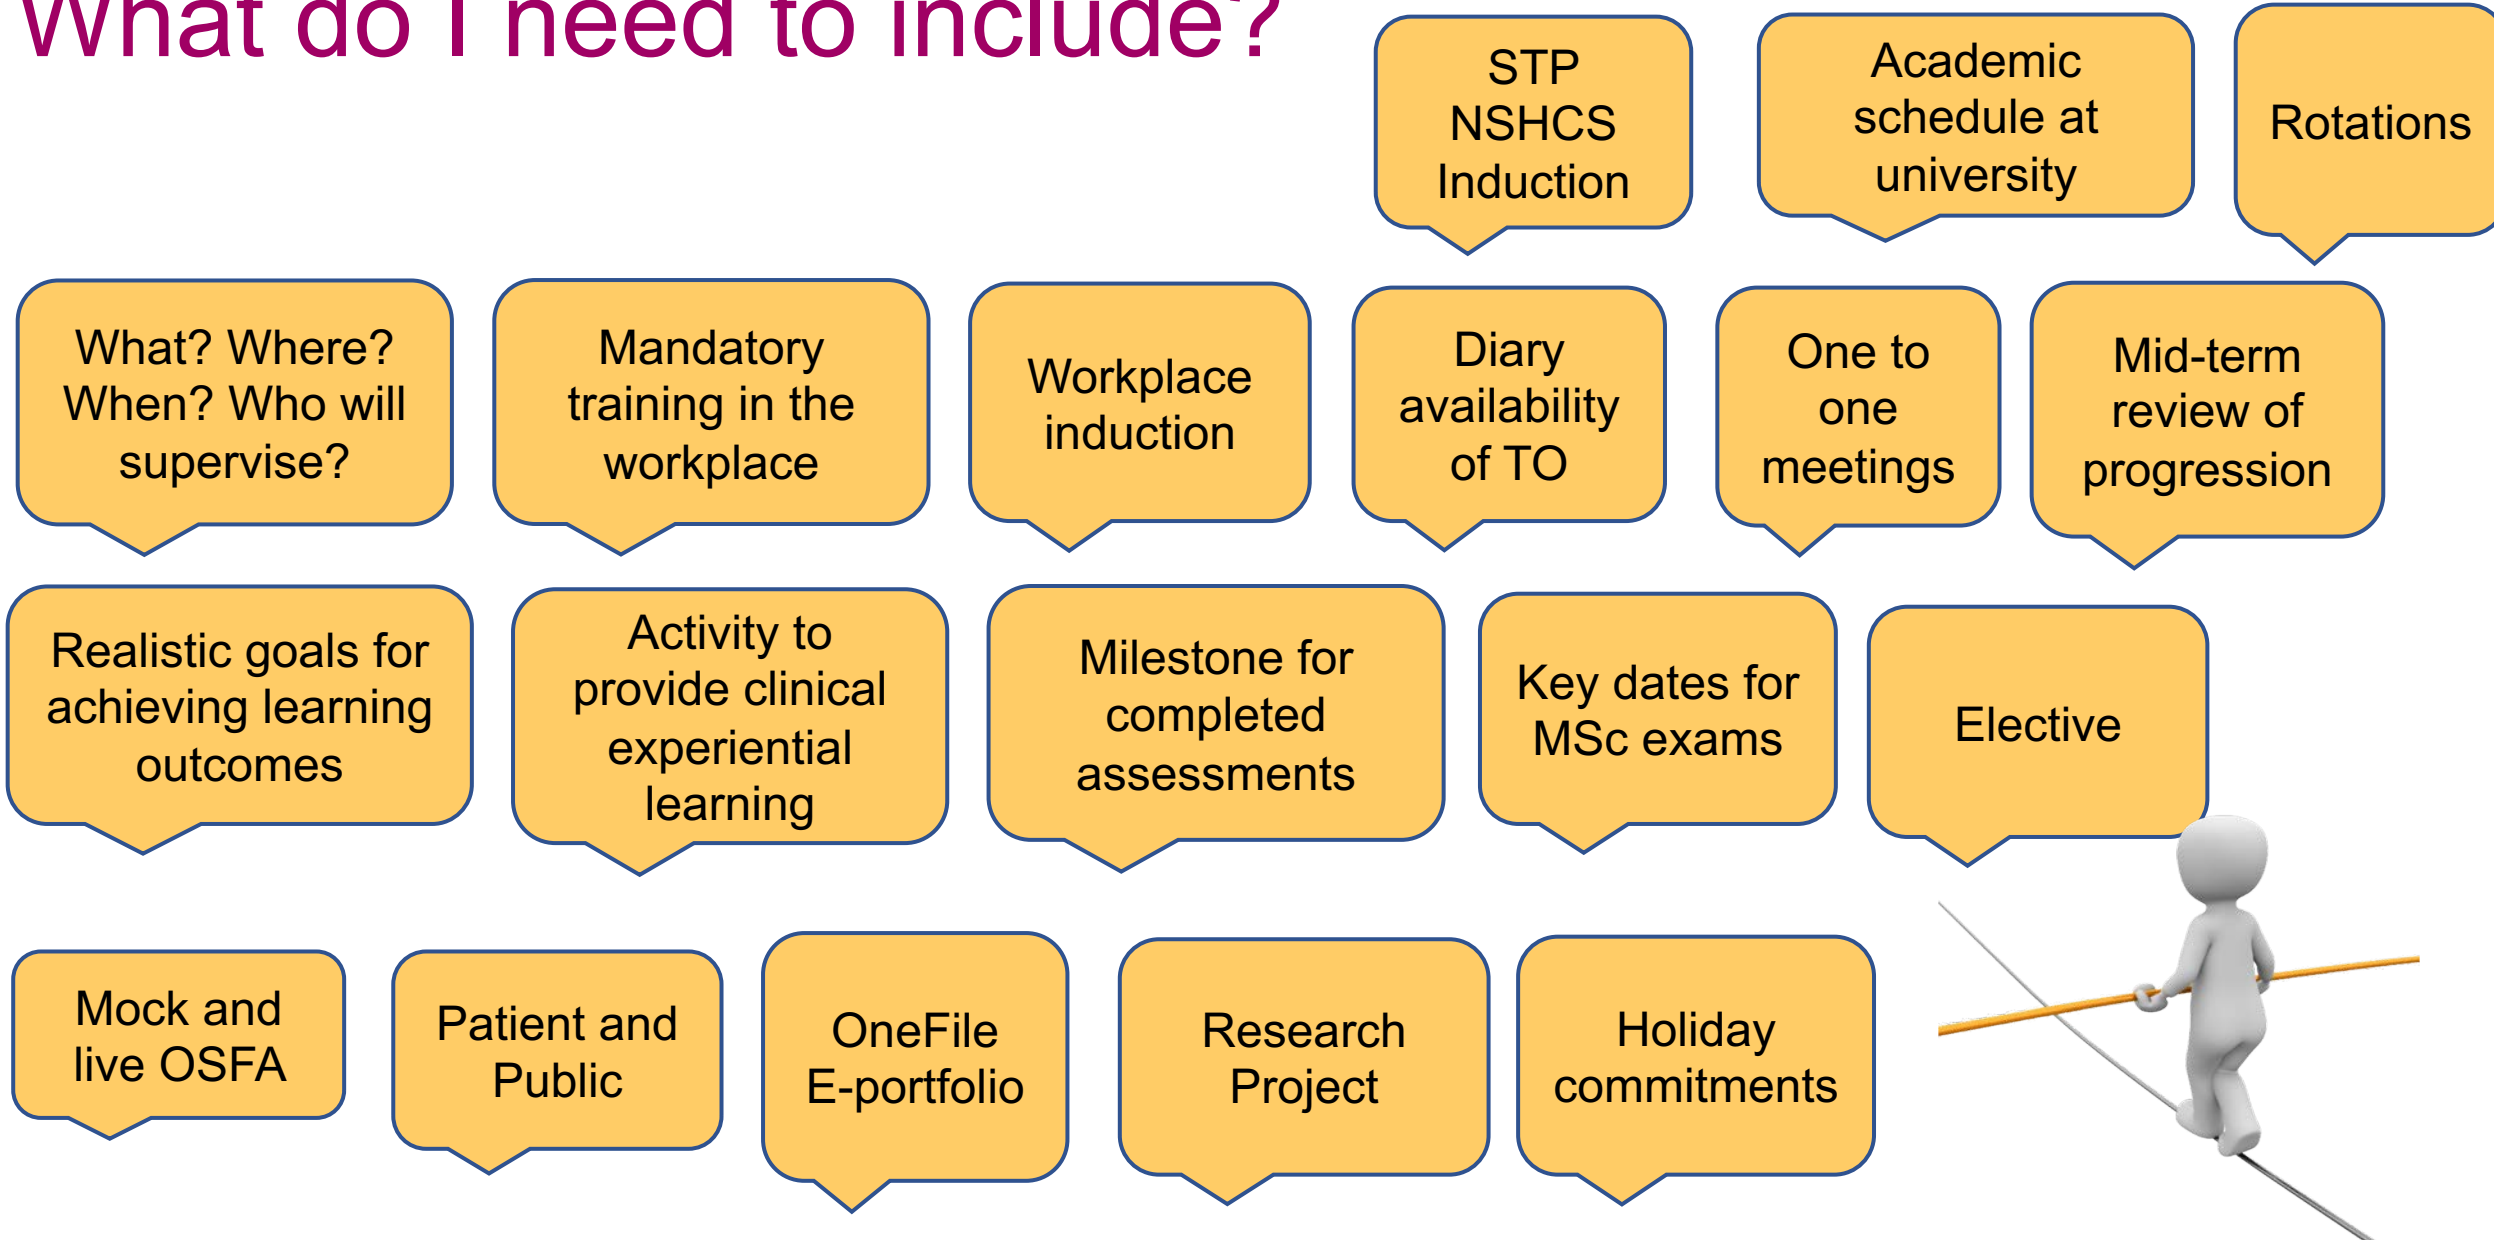 What do I need to include?
STP
NSHCS
Induction
Academic
schedule at
university
Rotations
What? Where?
When? Who will
supervise?
Mandatory
training in the
workplace
Workplace
induction
Diary
availability
of TO
One to
one
meetings
Mid-term
review of
progression
Realistic goals for
achieving learning
outcomes
Activity to
provide clinical
experiential
learning
Milestone for
completed
assessments
Key dates for
MSc exams
Elective
Mock and
live OSFA
Patient and
Public
OneFile
E-portfolio
Research
Project
Holiday
commitments